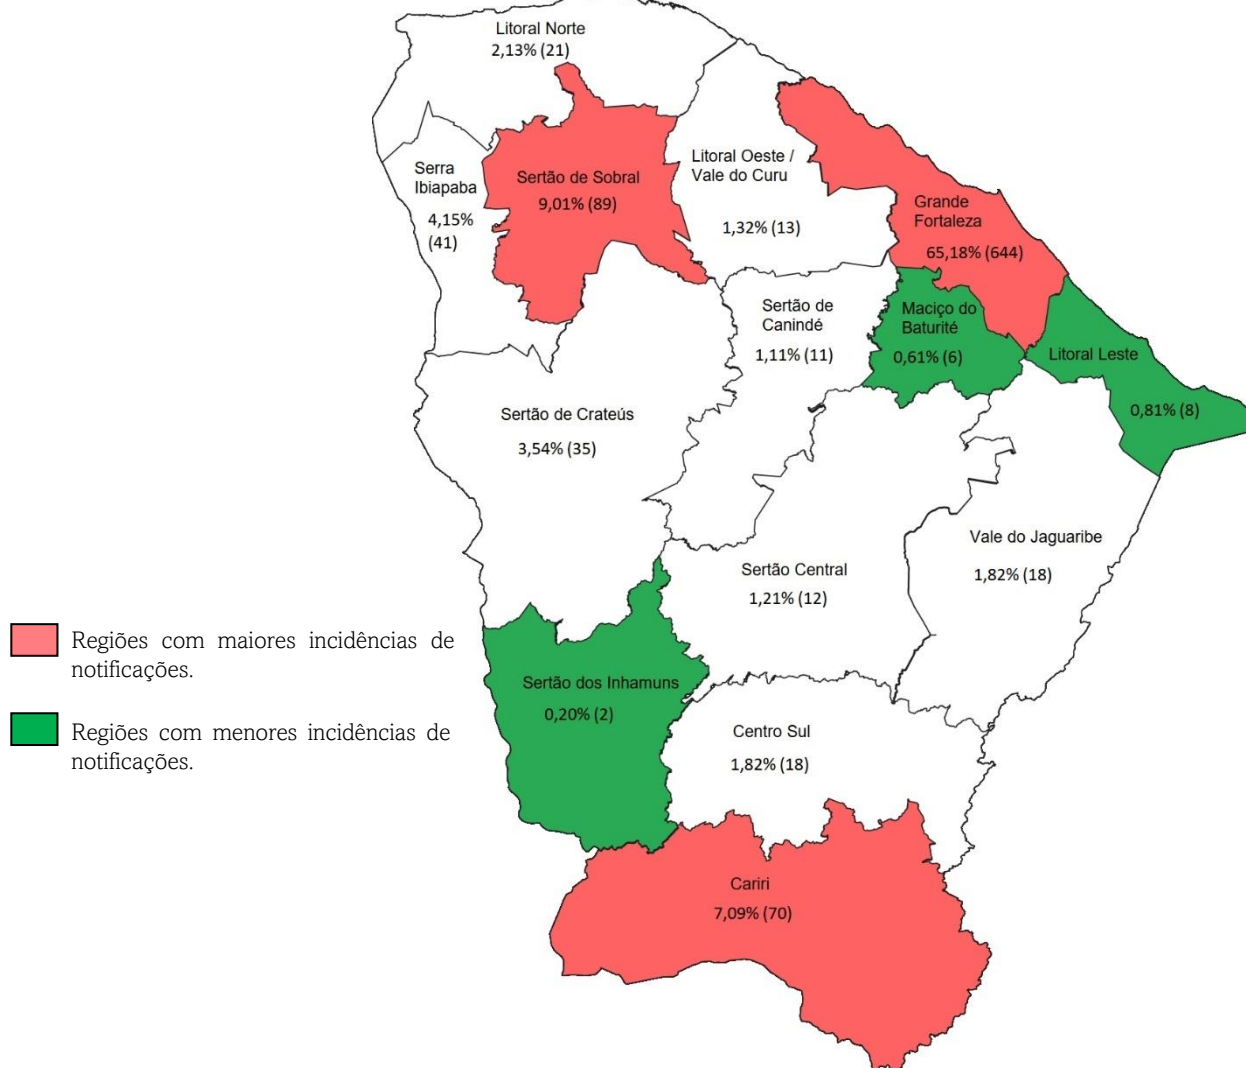 Litoral Norte
2,13% (21)
Serra
Ibiapaba
4,15%
(41)
Sertão de Sobral
9,01% (89)
Litoral Oeste /
Vale do Curu
1,32% (13)
Grande
Fortaleza
65,18% (644)
Sertão de
Canindé
1,11% (11)
Maciço do
Baturité
0,61% (6)
Litoral Leste
0,81% (8)
Sertão de Crateús
3,54% (35)
Vale do Jaguaribe
1,82% (18)
Sertão Central
1,21% (12)
Regiões com maiores incidências de
notificações.
Regiões com menores incidências de
notificações.
Sertão dos Inhamuns
0,20% (2)
Centro Sul
1,82% (18)
Cariri
7,09% (70)